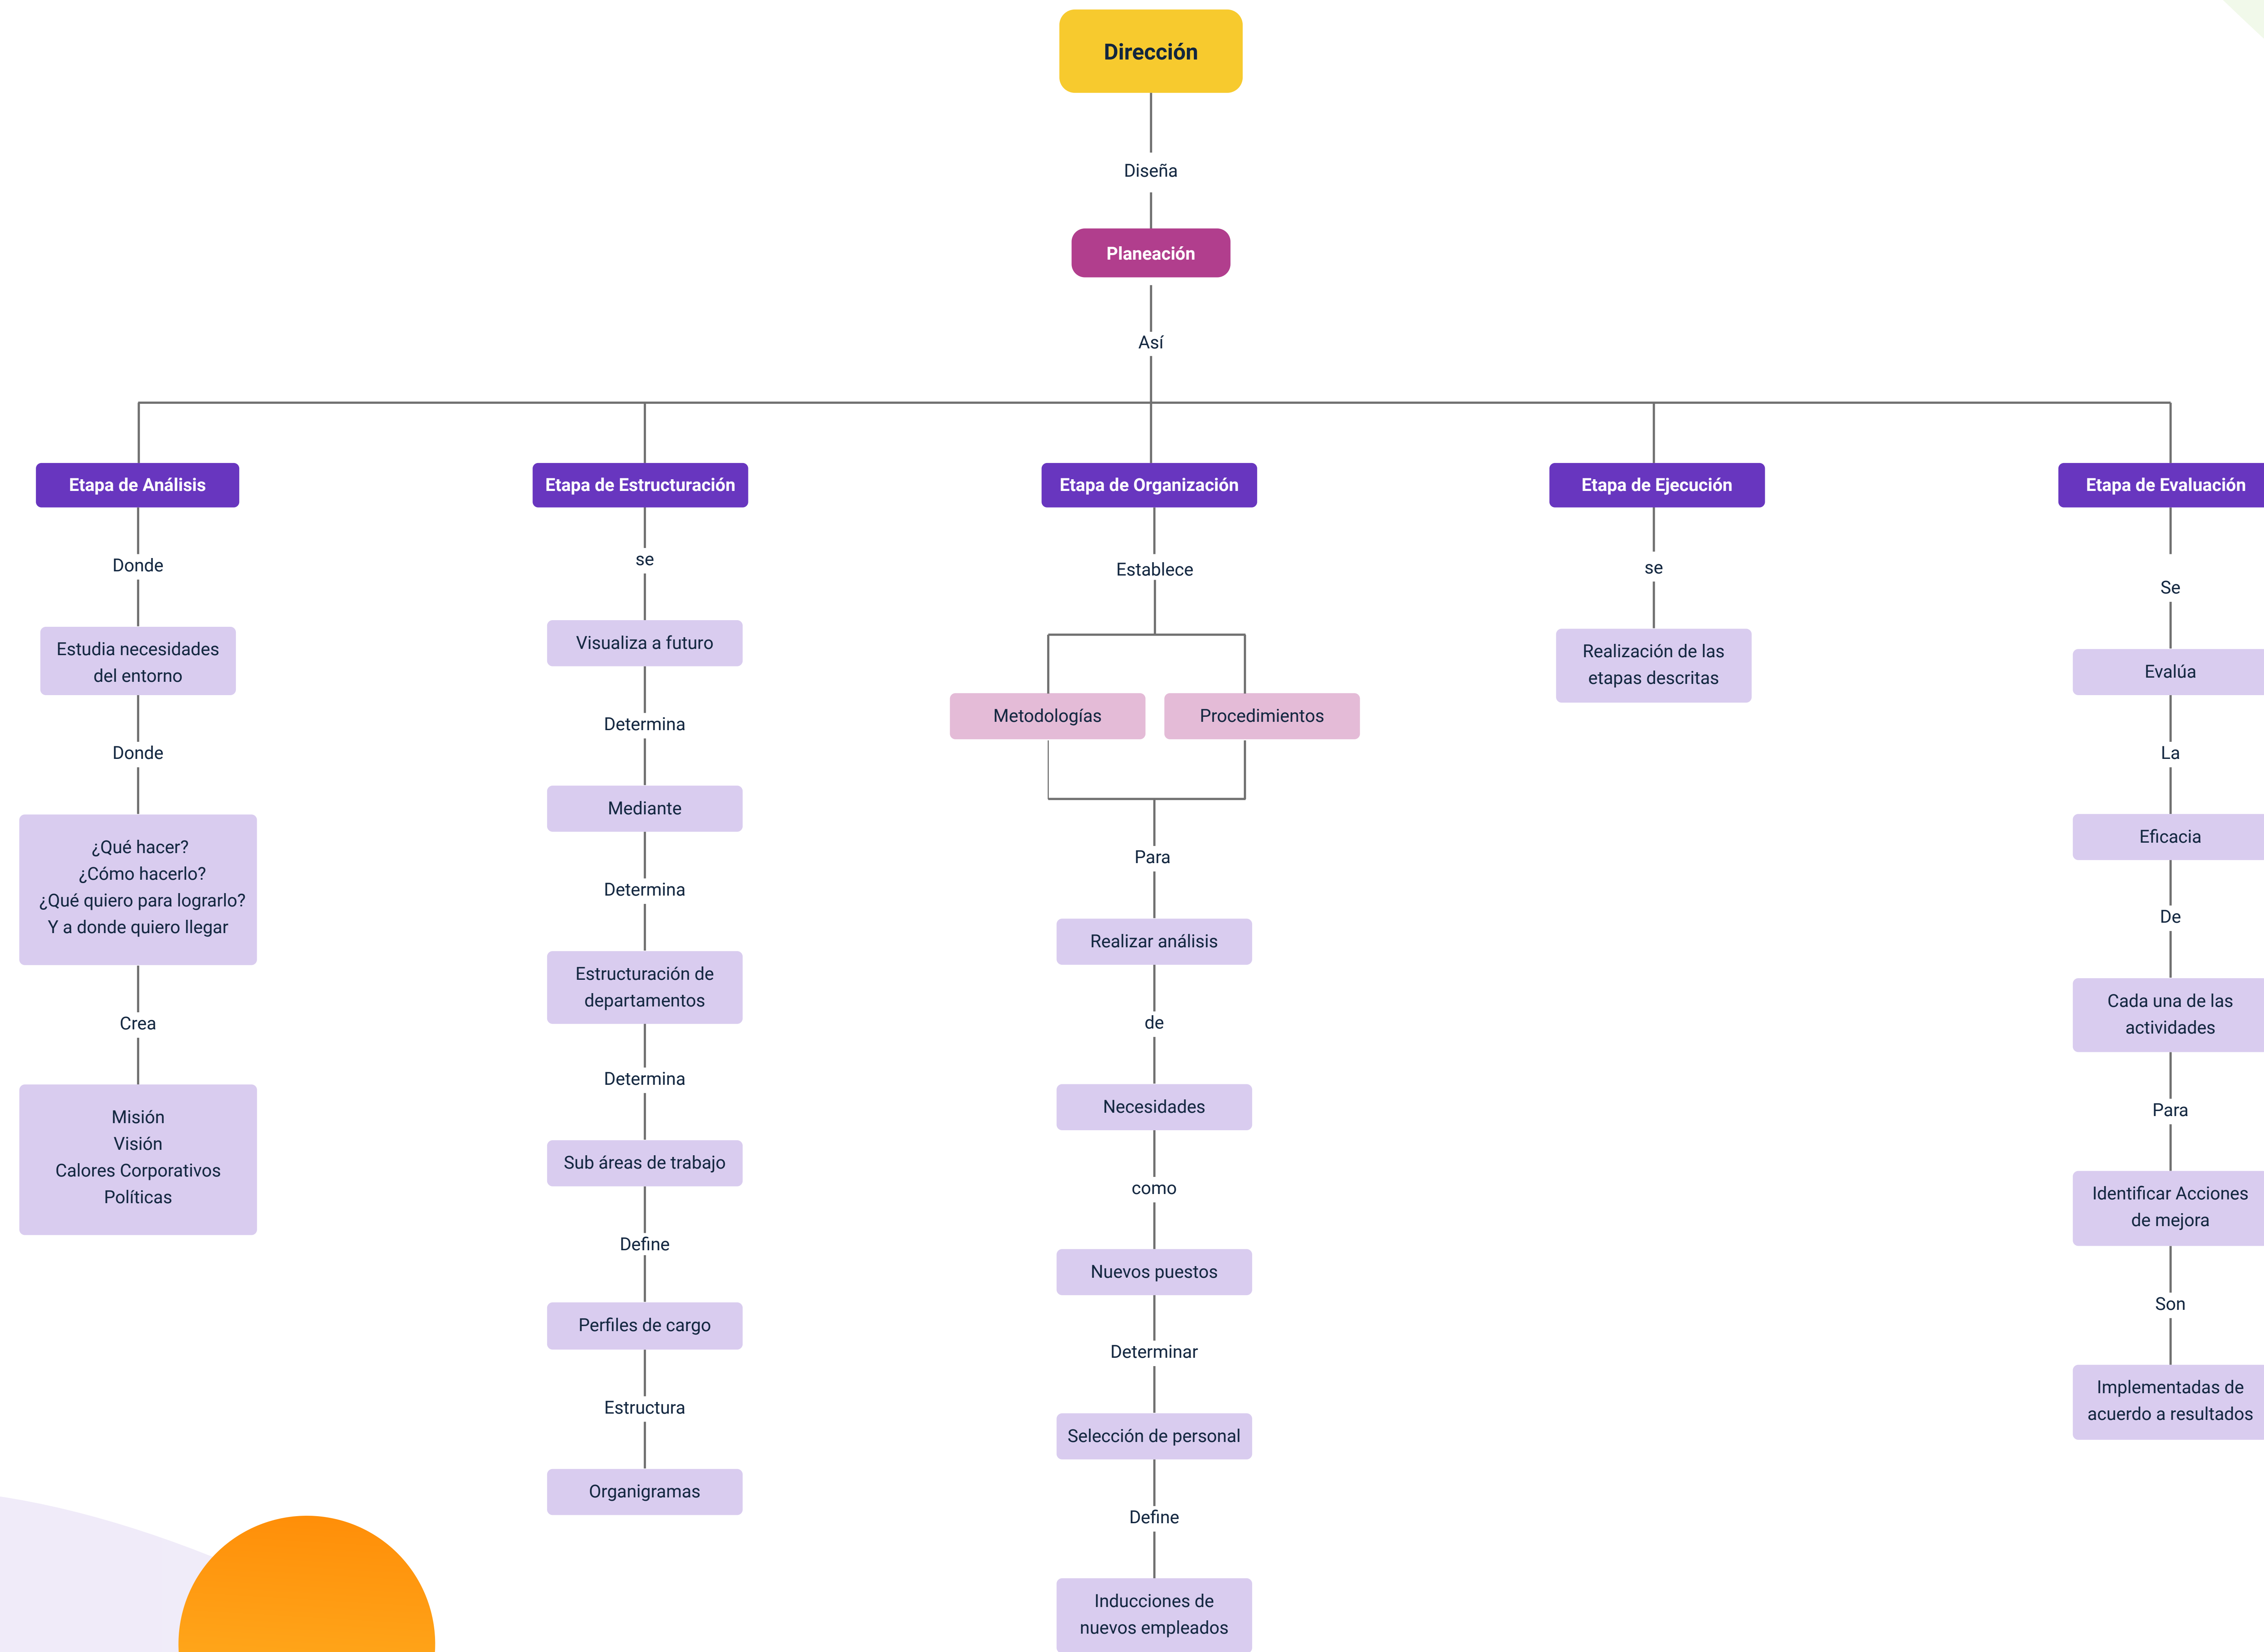 Dirección
Diseña
Planeación
Así
Etapa de Análisis
Donde
Estudia necesidades
del entorno
Donde
¿Qué hacer?
¿Cómo hacerlo?
¿Qué quiero para lograrlo?
Y a donde quiero llegar
Crea
Misión
Visión
Calores Corporativos
Políticas
Etapa de Estructuración
se
Visualiza a futuro
Determina
Mediante
Determina
Estructuración de
departamentos
Determina
Sub áreas de trabajo
Define
Perfiles de cargo
Estructura
Organigramas
Etapa de Organización
Establece
Metodologías
Procedimientos
Para
Realizar análisis
de
Necesidades
como
Nuevos puestos
Determinar
Selección de personal
Define
Inducciones de
nuevos empleados
Etapa de Ejecución
se
Realización de las
etapas descritas
Etapa de Evaluación
Se
Evalúa
La
Eficacia
De
Cada una de las
actividades
Para
Identificar Acciones
de mejora
Son
Implementadas de
acuerdo a resultados